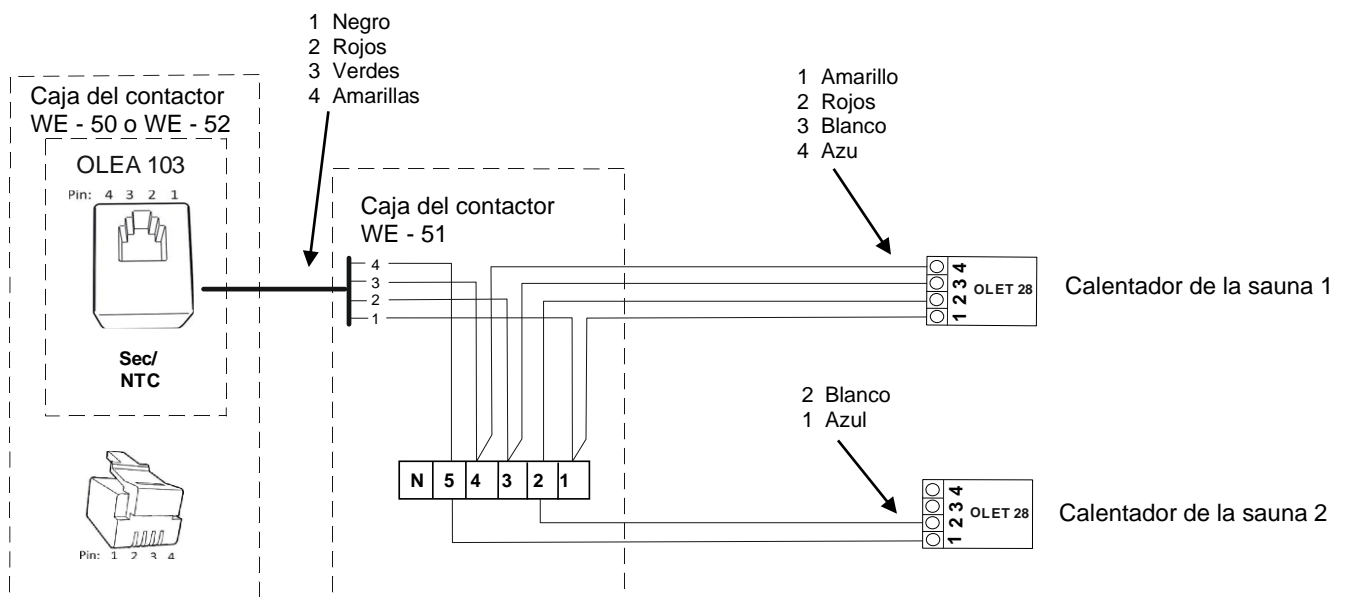 1 Negro
2 Rojos
3 Verdes
4 Amarillas
Caja del contactor
WE - 50 o WE - 52
OLEA 103
Pin: 4 3 2 1
Sec/
NTC
Pin: 1 2 3 4
Caja del contactor
WE - 51
4
3
2
1
N 5 4 3 2 1
1 Amarillo
2 Rojos
3 Blanco
4 Azu
1 2 3 4
OLET 28
Calentador de la sauna 1
2 Blanco
1 Azul
1 2 3 4
OLET 28
Calentador de la sauna 2